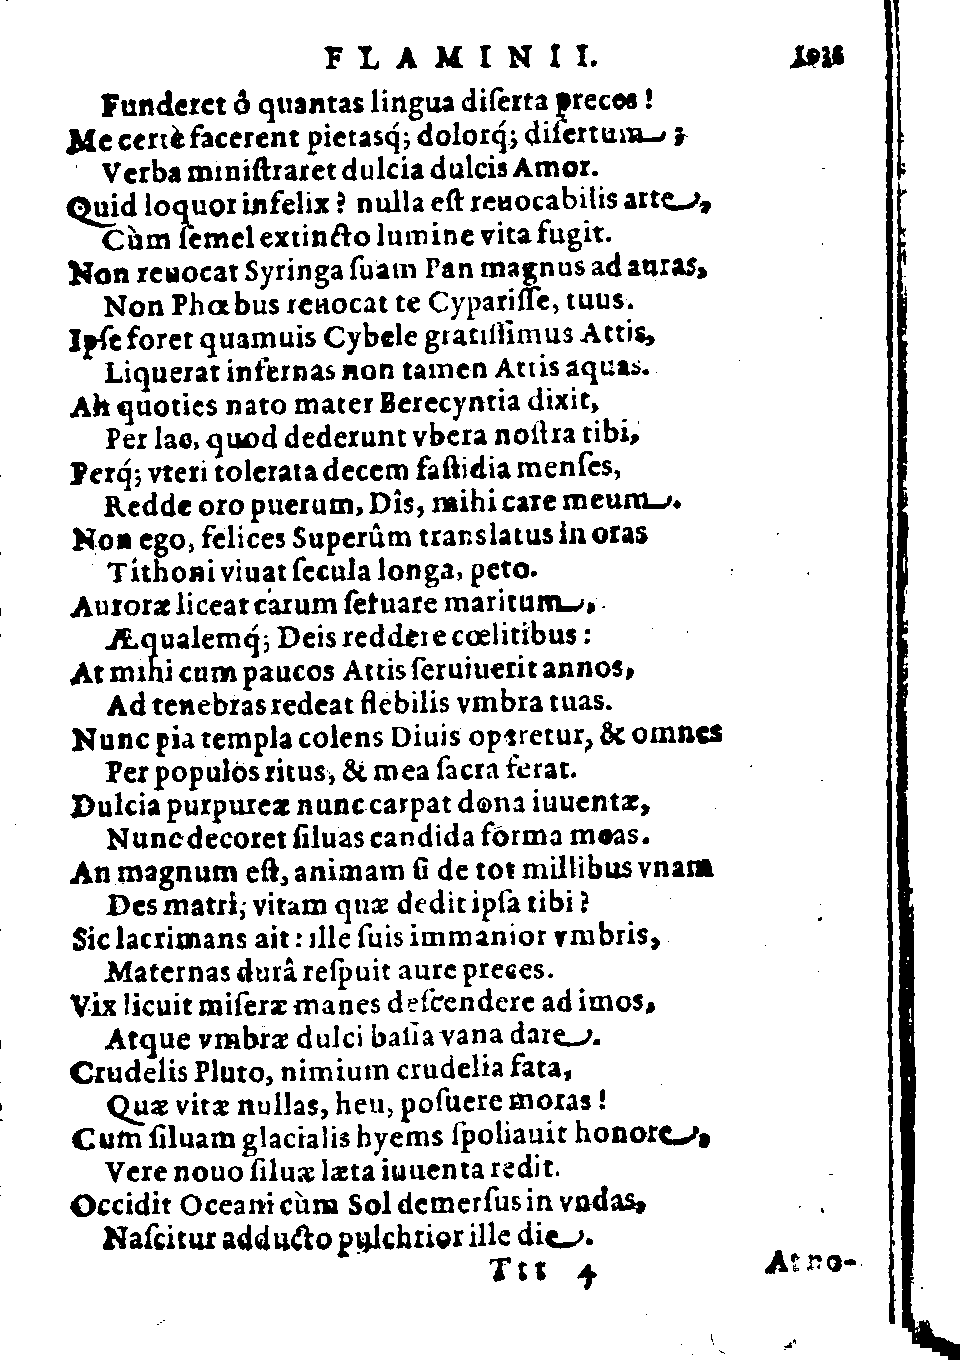 FLAMINII.
Funderet ô quantas lingua diſerta preces!
Me certè facerent pietasq́; dolorq́; diſertum;
Verba miniſtraret dulcia dulcis Amor.
Quid loquor infelix? nulla eſt reuocabilis arte,
Cùm ſemel extincto lumine vita fugit.
Non reuocat Syringa ſuam Pan magnus ad auras,
Non Phœbus reuocat te Cypariſſe, tuus.
Ipſe foret quamuis Cybele gratiſſimus Attis,
Liquerat infernas non tamen Attis aquas.
Ah quoties nato mater Berecyntia dixit,
Per lac, quod dederunt vbera noſtra tibi,
Perq́; vteri tolerata decem faſtidia menſes,
Redde oro puerum, Dîs, mihi care meum.
Non ego, felices Superûm translatus in oras
Tithoni viuat ſecula longa, peto.
Auroræ liceat carum ſeruare maritum,
Æqualemq́; Deis reddere cœlitibus:
At mihi cum paucos Attis ſeruiuerit annos,
Ad tenebras redeat flebilis vmbra tuas.
Nunc pia templa colens Diuis operetur, & omnes
Per populos ritus, & mea ſacra ferat.
Dulcia purpureæ nunc carpat dona iuuentæ,
Nunc decoret ſiluas candida forma meas.
An magnum eſt, animam ſi de tot millibus vnam
Des matri, vitam quæ dedit ipſa tibi?
Sic lacrimans ait: ille ſuis immanior vmbris,
Maternas durâ reſpuit aure preces.
Vix licuit miſeræ manes deſcendere ad imos,
Atque vmbræ dulci baſia vana dare.
Crudelis Pluto, nimium crudelia fata,
Quæ vitæ nullas, heu, poſuere moras!
Cum ſiluam glacialis hyems ſpoliauit honore,
Vere nouo ſiluæ læta iuuenta redit.
Occidit Oceani cùm Sol demerſus in vndas,
Naſcitur adducto pulchrior ille die.
Ttt 4 At no-